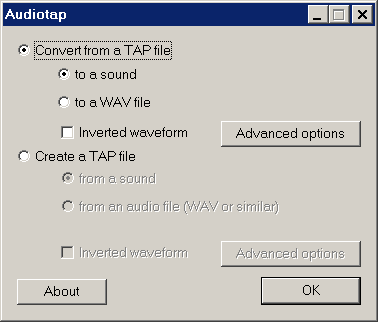 Audiotap
Convert from a TAP file
to a sound
to a WAV file
Inverted waveform
Advanced options
Create a TAP file
from a sound
from an audio file (WAV or similar)
Inverted waveform
Advanced options
About
OK